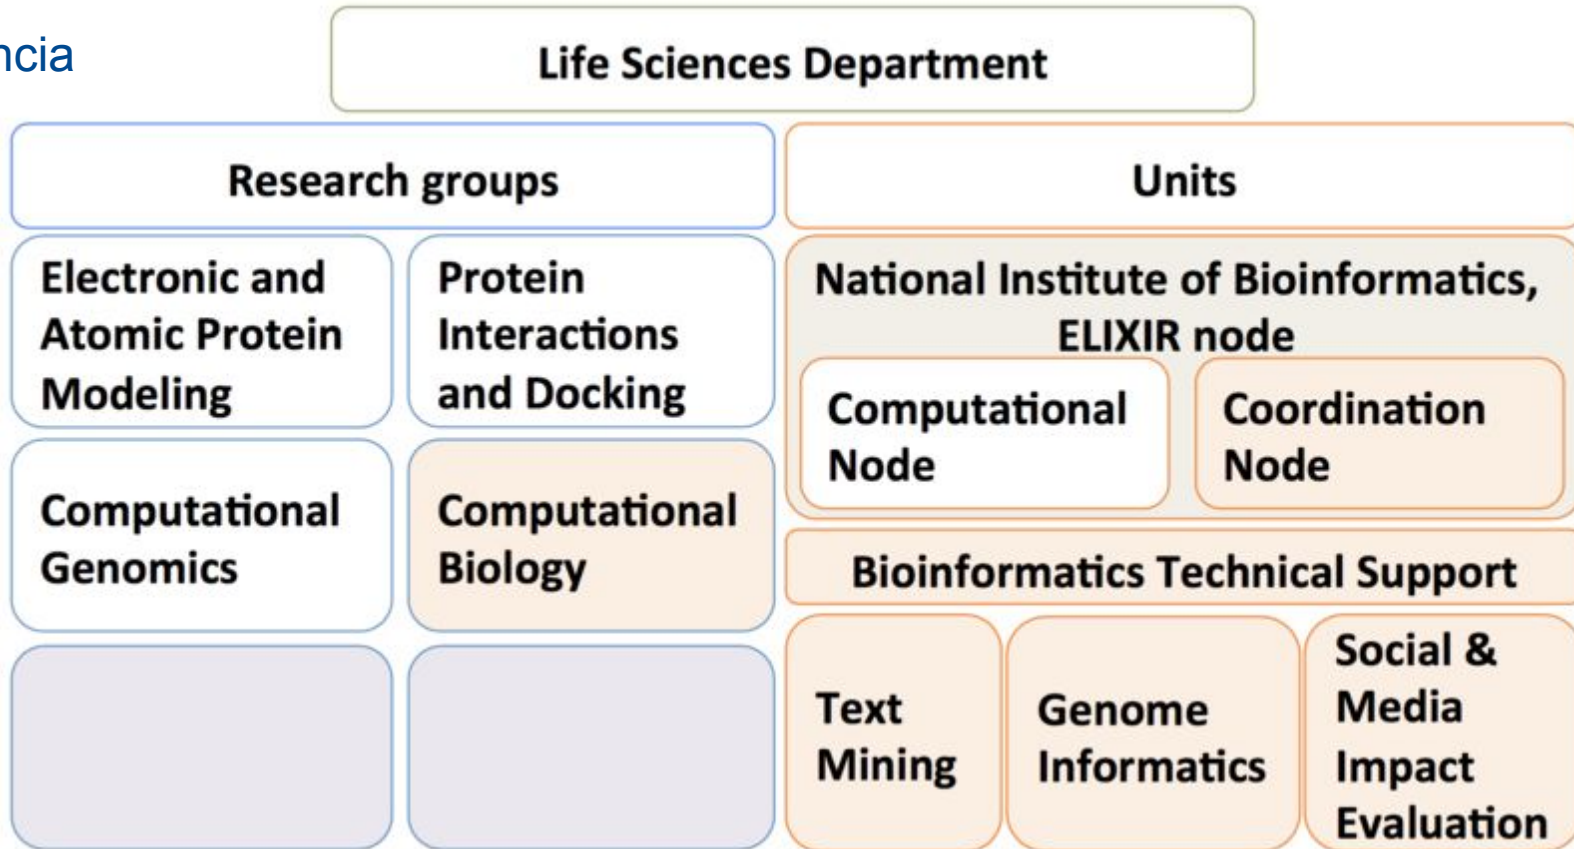 ncia
Life Sciences Department
Research groups
Units
Electronic and
Atomic Protein
Modeling
Protein
Interactions
and Docking
National Institute of Bioinformatics,
ELIXIR node
Computational
Node
Coordination
Node
Computational
Genomics
Computational
Biology
Bioinformatics Technical Support
Text
Mining
Genome
Informatics
Social &
Media
Impact
Evaluation